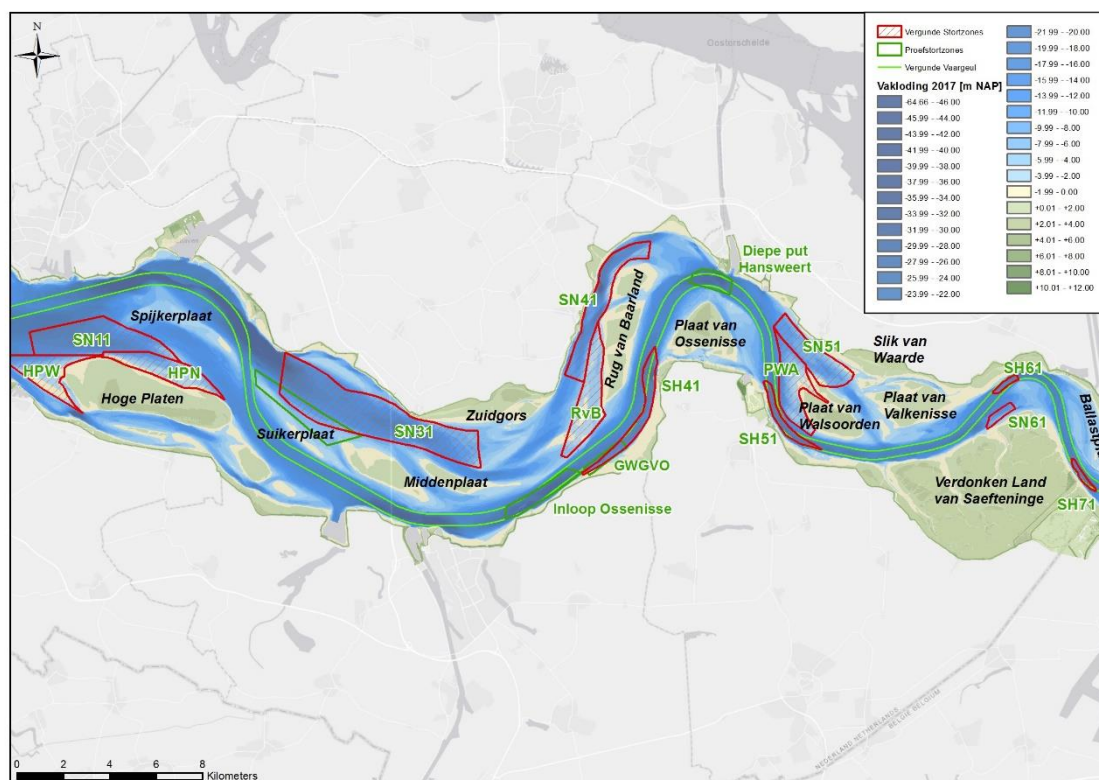 N
Oosterschelde
Vergunde Stortzones
Proefstortzones
Vergunde Vaargeul
Vakloding 2017 [m NAP]
-64.66 - -46.00
-45.99 - -44.00
-43.99 - -42.00
-41.99 - -40.00
-39.99 - -38.00
-37.99 - -36.00
-35.99 - -34.00
-33.99 - -32.00
-31.99 - -30.00
-29.99 - -28.00
-27.99 - -26.00
-25.99 - -24.00
-23.99 - -22.00
-21.99 - -20.00
-19.99 - -18.00
-17.99 - -16.00
-15.99 - -14.00
-13.99 - -12.00
-11.99 - -10.00
-9.99 - -8.00
-7.99 - -6.00
-5.99 - -4.00
-3.99 - -2.00
-1.99 - 0.00
+0.01 - +2.00
+2.01 - +4.00
+4.01 - +6.00
+6.01 - +8.00
+8.01 - +10.00
+10.01 - +12.00
Diepe put
Hansweert
SN41
Spijkerplaat
Rug van Baarland
Plaat van
Ossenisse
SN11
SN51
Slik van
Waarde
HPW
HPN
PWA
SH61
Hoge Platen
SH41
Plaat van
Valkenisse
Zuidgors
RvB
Plaat van
Walsoorden
Suikerplaat
SN31
SH51
SN61
GWGVO
Middenplaat
Verdonken Land
van Saefteninge
SH71
Inloop Ossenisse
NEDERLAND NETHERLANDS
BELGIE BELGIUM
0 2 4 6 8
Kilometers